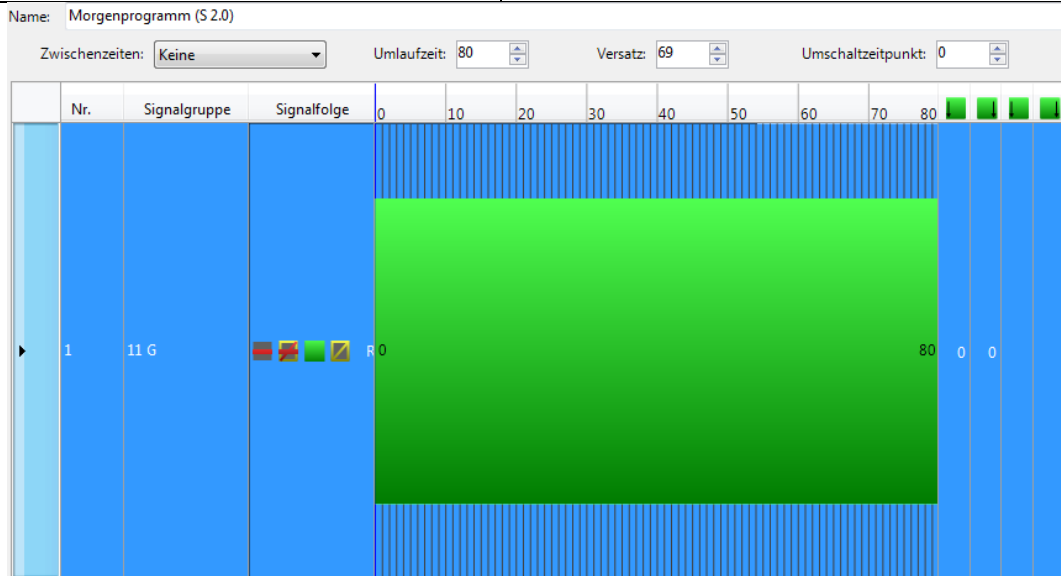 Name: Morgenprogramm (S 2.0)
Zwischenzeiten: Keine Umlaufzeit: 80 Versatz: 69 Umschaltzeitpunkt: 0
Nr. Signalgruppe Signalfolge 0 10 20 30 40 50 60 70 80
1 11 G R 0 80 0 0